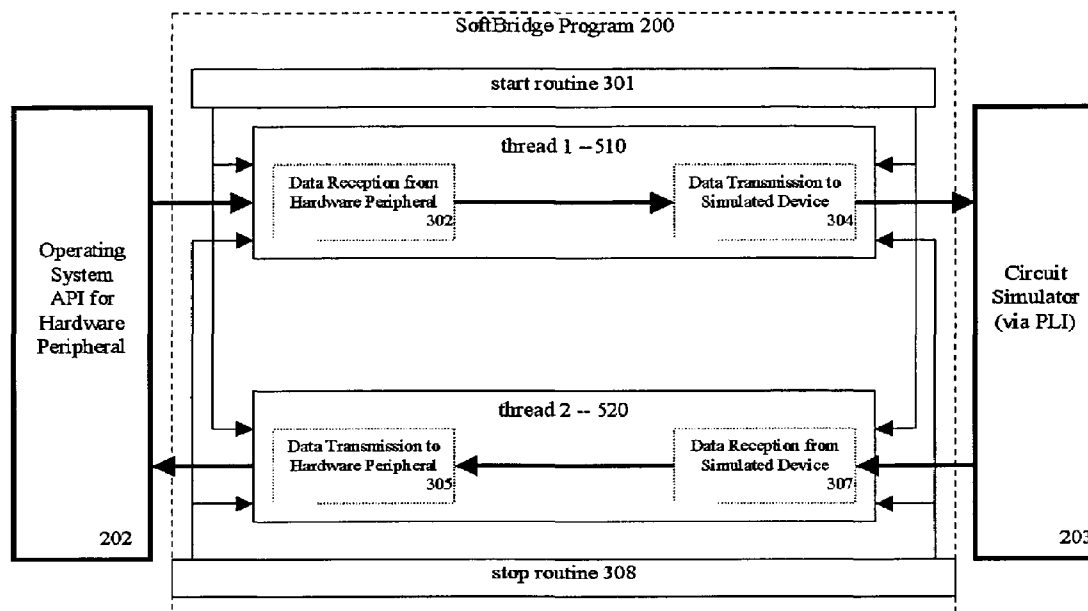 SoftBridge Program 200
start routine 301
thread 1 -- 510
Data Reception from
Hardware Peripheral
302
Data Transmission to
Simulated Device
304
Operating
System
API for
Hardware
Peripheral
202
Circuit
Simulator
(via PLI)
203
thread 2 -- 520
Data Transmission to
Hardware Peripheral
305
Data Reception from
Simulated Device
307
stop routine 308